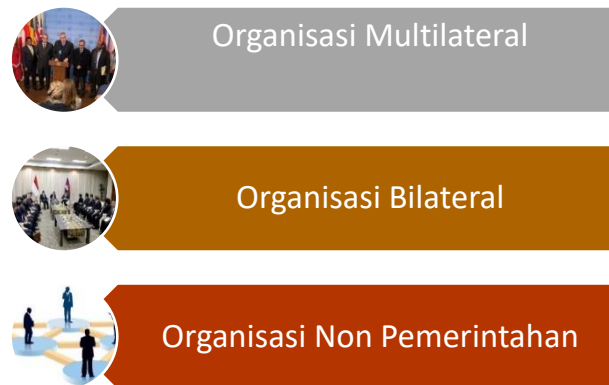 Organisasi Multilateral
Organisasi Bilateral
Organisasi Non Pemerintahan